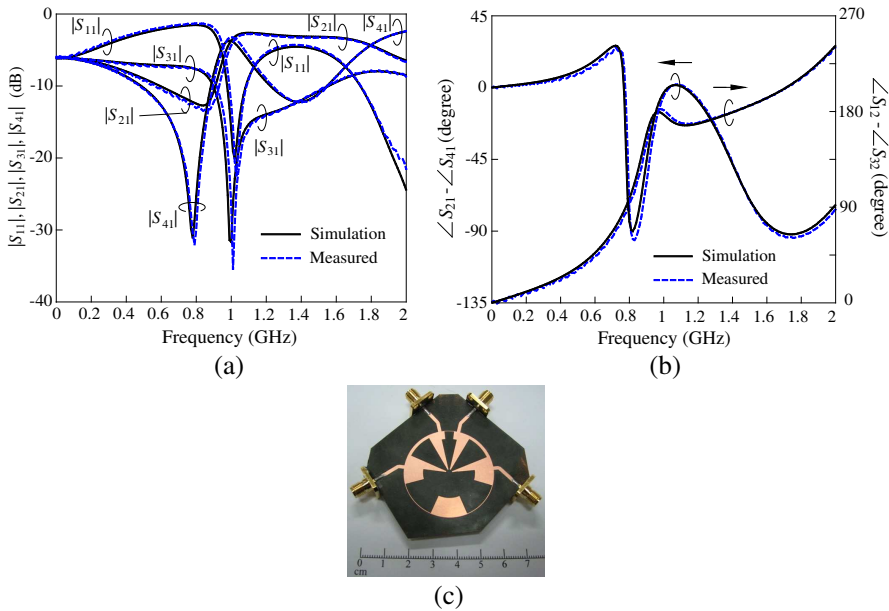 |S11|, |S21|, |S31|, |S41| (dB)
0
-10
-20
-30
-40
|S11|
|S31|
|S21|
|S41|
|S21|
|S41|
|S11|
|S31|
Simulation
Measured
0 0.2 0.4 0.6 0.8 1 1.2 1.4 1.6 1.8 2
Frequency (GHz)
(a)
∠S21 - ∠S41 (degree)
45
0
-45
-90
-135
270
180
90
0
∠S12 - ∠S32 (degree)
Simulation
Measured
0 0.2 0.4 0.6 0.8 1 1.2 1.4 1.6 1.8 2
Frequency (GHz)
(b)
0 1 2 3 4 5 6 7
cm
(c)